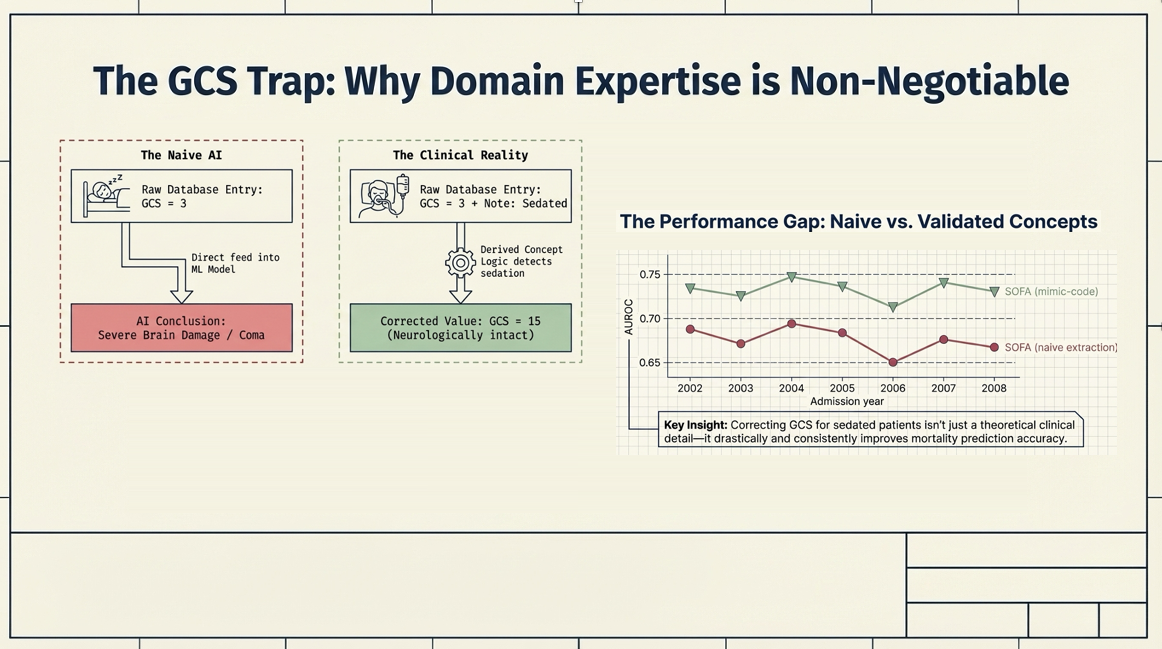 The GCS Trap: Why Domain Expertise is Non-Negotiable
The Naive AI
zzZ
Raw Database Entry:
GCS = 3
Direct feed into
ML Model
AI Conclusion:
Severe Brain Damage / Coma
The Clinical Reality
Raw Database Entry:
GCS = 3 + Note: Sedated
Derived Concept
Logic detects
sedation
Corrected Value: GCS = 15
(Neurologically intact)
The Performance Gap: Naive vs. Validated Concepts
AUROC
0.75
0.70
0.65
SOFA (mimic-code)
SOFA (naive extraction)
2002 2003 2004 2005 2006 2007 2008
Admission year
Key Insight: Correcting GCS for sedated patients isn't just a theoretical clinical
detail—it drastically and consistently improves mortality prediction accuracy.